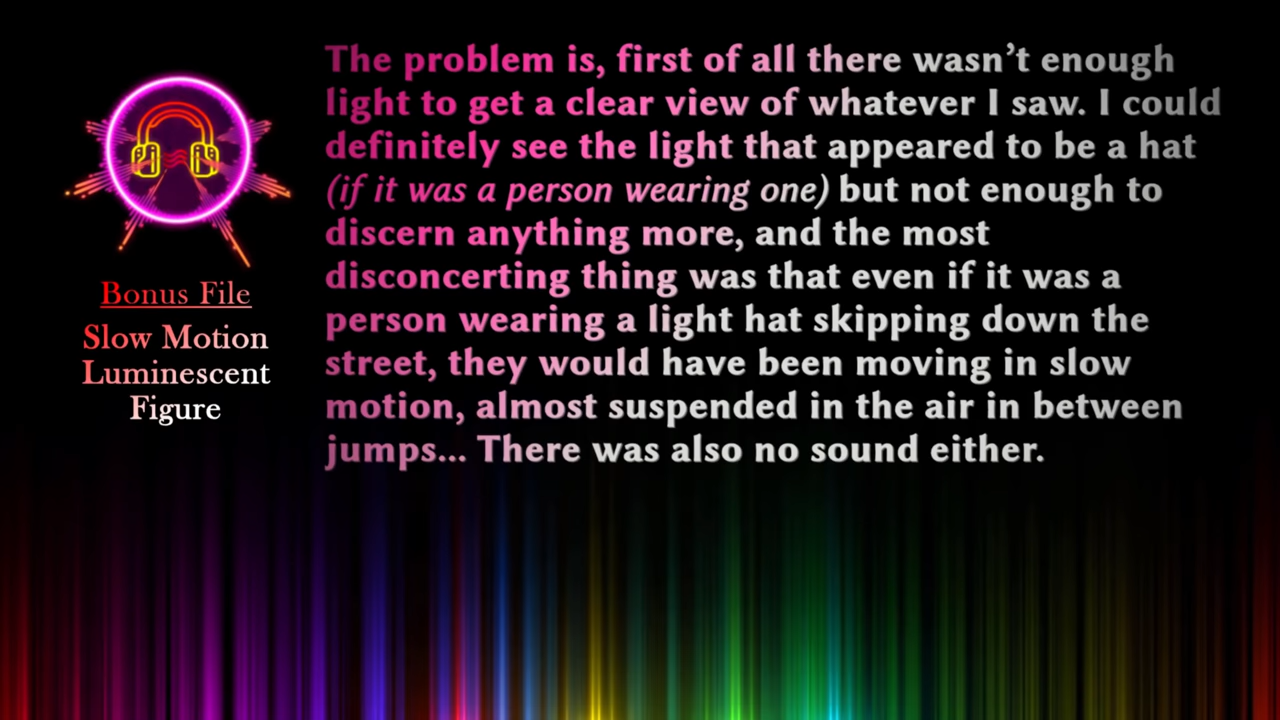 Bonus File
Slow Motion
Luminescent
Figure
The problem is, first of all there wasn’t enough
light to get a clear view of whatever I saw. I could
definitely see the light that appeared to be a hat
(if it was a person wearing one) but not enough to
discern anything more, and the most
disconcerting thing was that even if it was a
person wearing a light hat skipping down the
street, they would have been moving in slow
motion, almost suspended in the air in between
jumps... There was also no sound either.